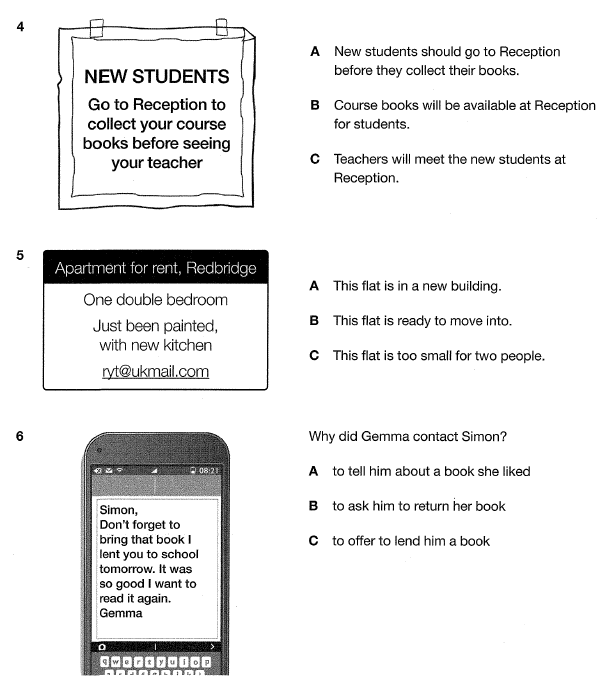 4
NEW STUDENTS
Go to Reception to
collect your course
books before seeing
your teacher
A New students should go to Reception
before they collect their books.
B Course books will be available at Reception
for students.
C Teachers will meet the new students at
Reception.
5
Apartment for rent, Redbridge
One double bedroom
Just been painted,
with new kitchen
ryt@ukmail.com
A This flat is in a new building.
B This flat is ready to move into.
C This flat is too small for two people.
6
08:21
Simon,
Don't forget to
bring that book I
lent you to school
tomorrow. It was
so good I want to
read it again.
Gemma
q w e r t y u i o p
Why did Gemma contact Simon?
A to tell him about a book she liked
B to ask him to return her book
C to offer to lend him a book